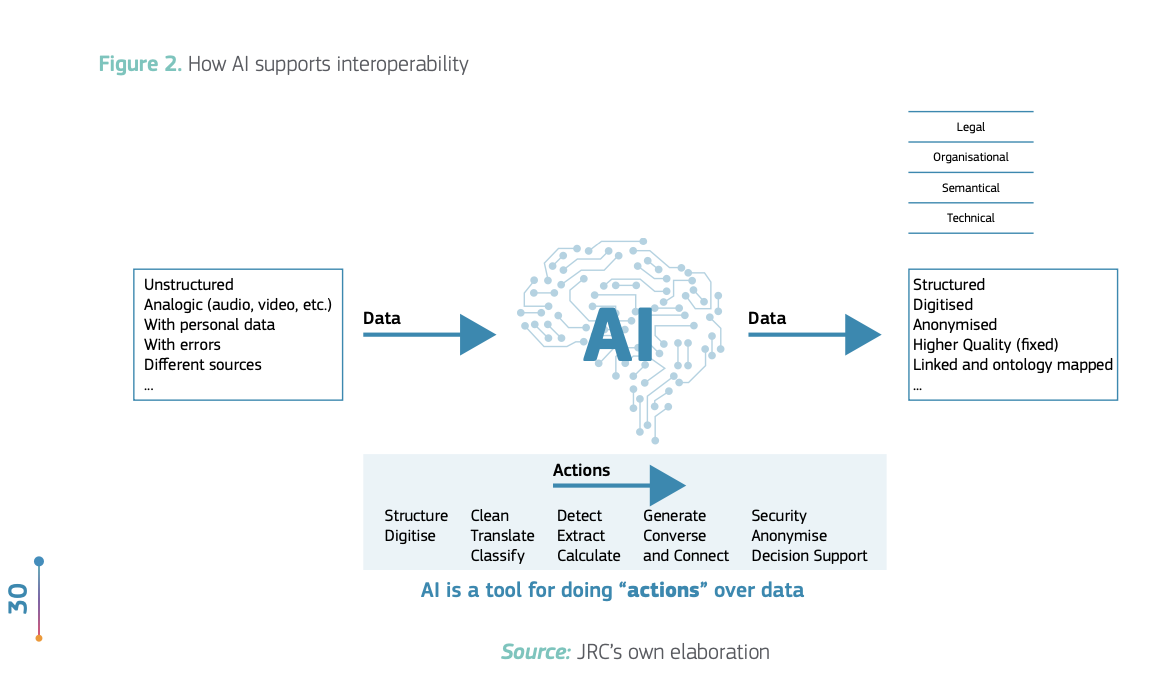 Figure 2. How AI supports interoperability
Legal
Organisational
Semantical
Technical
Unstructured
Analogic (audio, video, etc.)
With personal data
With errors
Different sources
...
Data
AI
Data
Structured
Digitised
Anonymised
Higher Quality (fixed)
Linked and ontology mapped
...
Actions
Structure
Digitise
Clean
Translate
Classify
Detect
Extract
Calculate
Generate
Converse
and Connect
Security
Anonymise
Decision Support
AI is a tool for doing “actions” over data
30
Source: JRC’s own elaboration